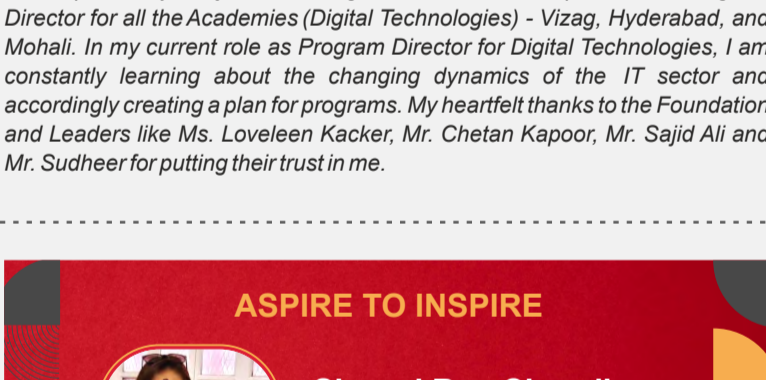 Director for all the Academies (Digital Technologies) - Vizag, Hyderabad, and
Mohali. In my current role as Program Director for Digital Technologies, I am
constantly learning about the changing dynamics of the IT sector and
accordingly creating a plan for programs. My heartfelt thanks to the Foundation
and Leaders like Ms. Loveleen Kacker, Mr. Chetan Kapoor, Mr. Sajid Ali and
Mr. Sudheer for putting their trust in me.
ASPIRE TO INSPIRE